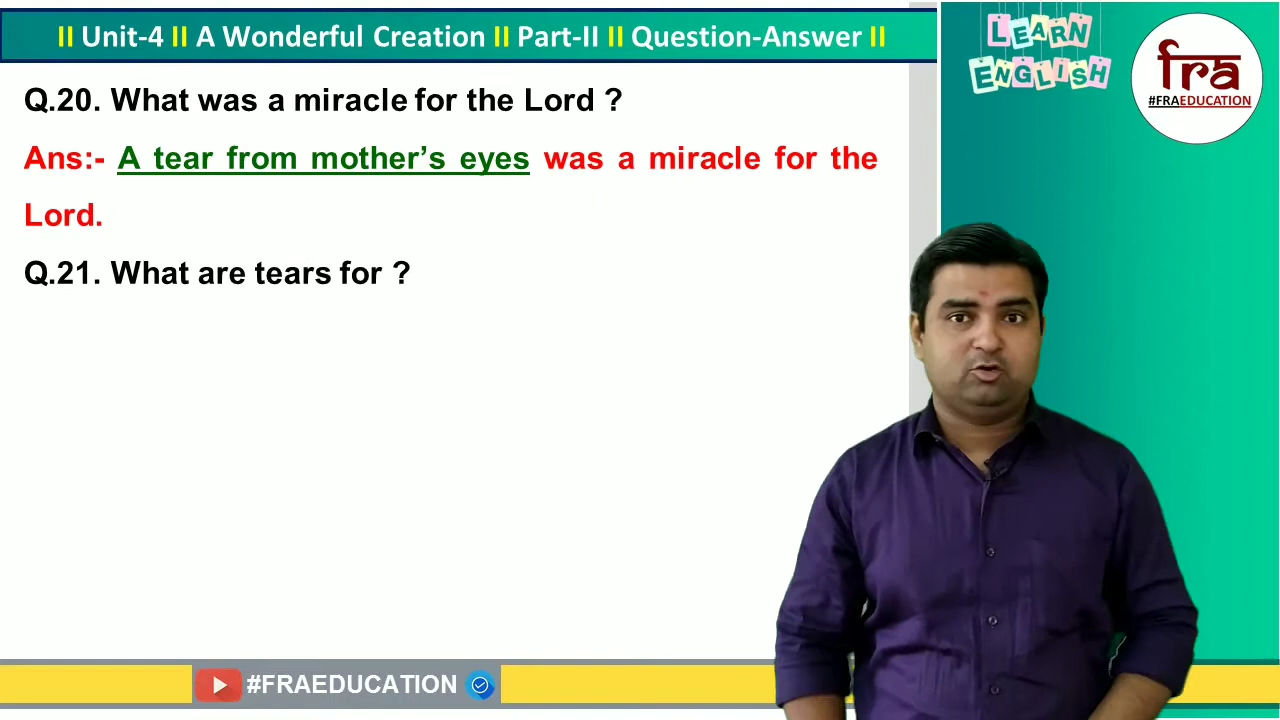 II Unit-4 II A Wonderful Creation II Part-II II Question-Answer II
LEARN
ENGLISH
fra
#FRAEDUCATION
Q.20. What was a miracle for the Lord ?
Ans:- A tear from mother’s eyes was a miracle for the
Lord.
Q.21. What are tears for ?
#FRAEDUCATION